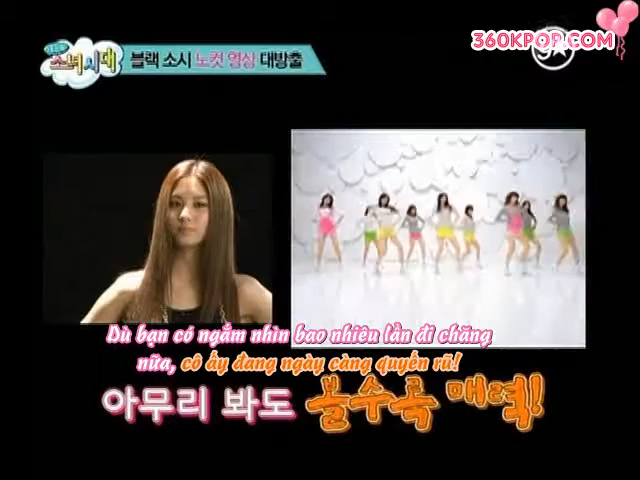 360KPOP.COM
소녀시대
블랙 소시 노컷 영상 대방출
Dù bạn có ngắm nhìn bao nhiêu lần đi chăng
nữa, cô ấy đang ngày càng quyến rũ!
아무리 봐도 볼수록 매력!